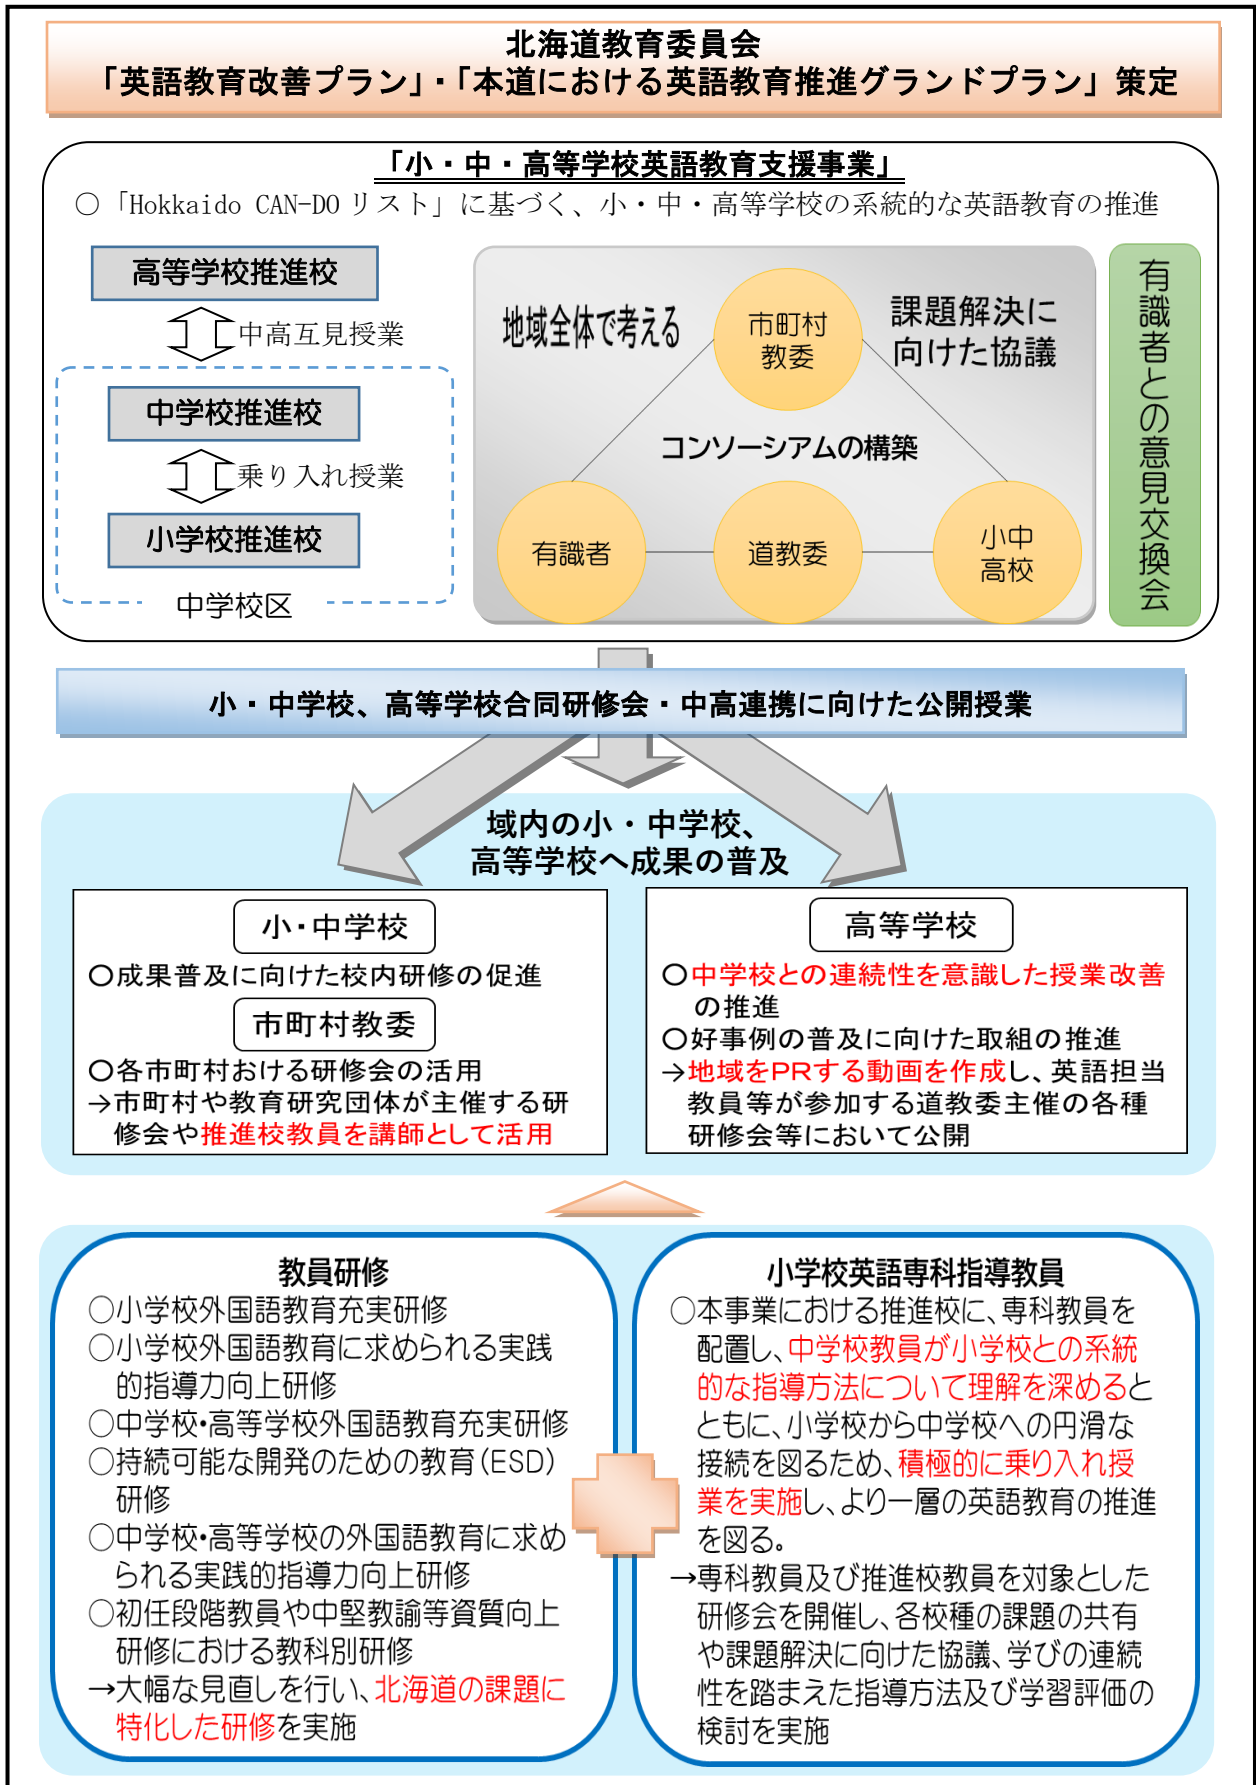 北海道教育委員会
「英語教育改善プラン」・「本道における英語教育推進グランドプラン」策定
「小・中・高等学校英語教育支援事業」
○「Hokkaido CAN-DO リスト」に基づく、小・中・高等学校の系統的な英語教育の推進
高等学校推進校
中高互見授業
中学校推進校
乗り入れ授業
小学校推進校
中学校区
地域全体で考える
市町村
教委
課題解決に
向けた協議
コンソーシアムの構築
有識者
道教委
小中
高校
有識者との意見交換会
小・中学校、高等学校合同研修会・中高連携に向けた公開授業
域内の小・中学校、
高等学校へ成果の普及
小・中学校
○成果普及に向けた校内研修の促進
市町村教委
○各市町村おける研修会の活用
→市町村や教育研究団体が主催する研
修会や推進校教員を講師として活用
高等学校
○中学校との連続性を意識した授業改善
の推進
○好事例の普及に向けた取組の推進
→地域をPRする動画を作成し、英語担当
教員等が参加する道教委主催の各種
研修会等において公開
教員研修
○小学校外国語教育充実研修
○小学校外国語教育に求められる実践
的指導力向上研修
○中学校・高等学校外国語教育充実研修
○持続可能な開発のための教育(ESD)
研修
○中学校・高等学校の外国語教育に求め
られる実践的指導力向上研修
○初任段階教員や中堅教諭等資質向上
研修における教科別研修
→大幅な見直しを行い、北海道の課題に
特化した研修を実施
小学校英語専科指導教員
○本事業における推進校に、専科教員を
配置し、中学校教員が小学校との系統
的な指導方法について理解を深めると
ともに、小学校から中学校への円滑な
接続を図るため、積極的に乗り入れ授
業を実施し、より一層の英語教育の推進
を図る。
→専科教員及び推進校教員を対象とした
研修会を開催し、各校種の課題の共有
や課題解決に向けた協議、学びの連続
性を踏まえた指導方法及び学習評価の
検討を実施